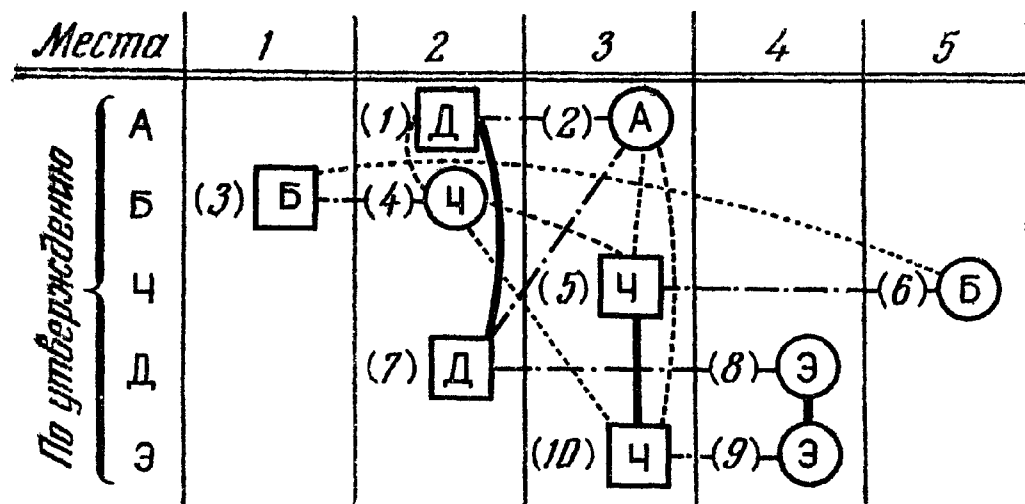 Места 1 2 3 4 5
По утверждению
А (1) Д (2) А
Б (3) Б (4) Ч
Ч (5) Ч (6) Б
Д (7) Д (8) Э
Э (10) Ч (9) Э